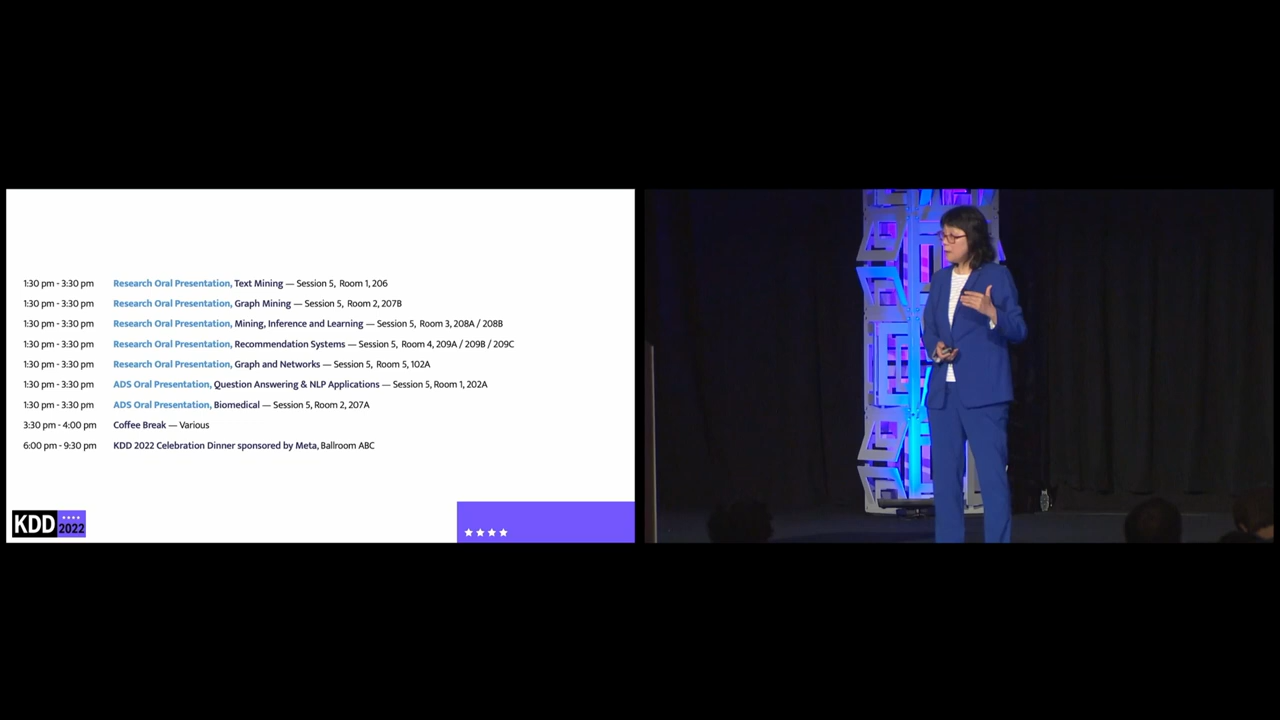 1:30 pm - 3:30 pm Research Oral Presentation, Text Mining — Session 5, Room 1, 206
1:30 pm - 3:30 pm Research Oral Presentation, Graph Mining — Session 5, Room 2, 207B
1:30 pm - 3:30 pm Research Oral Presentation, Mining, Inference and Learning — Session 5, Room 3, 208A / 208B
1:30 pm - 3:30 pm Research Oral Presentation, Recommendation Systems — Session 5, Room 4, 209A / 209B / 209C
1:30 pm - 3:30 pm Research Oral Presentation, Graph and Networks — Session 5, Room 5, 102A
1:30 pm - 3:30 pm ADS Oral Presentation, Question Answering & NLP Applications — Session 5, Room 1, 202A
1:30 pm - 3:30 pm ADS Oral Presentation, Biomedical — Session 5, Room 2, 207A
3:30 pm - 4:00 pm Coffee Break — Various
6:00 pm - 9:30 pm KDD 2022 Celebration Dinner sponsored by Meta, Ballroom ABC
KDD 2022